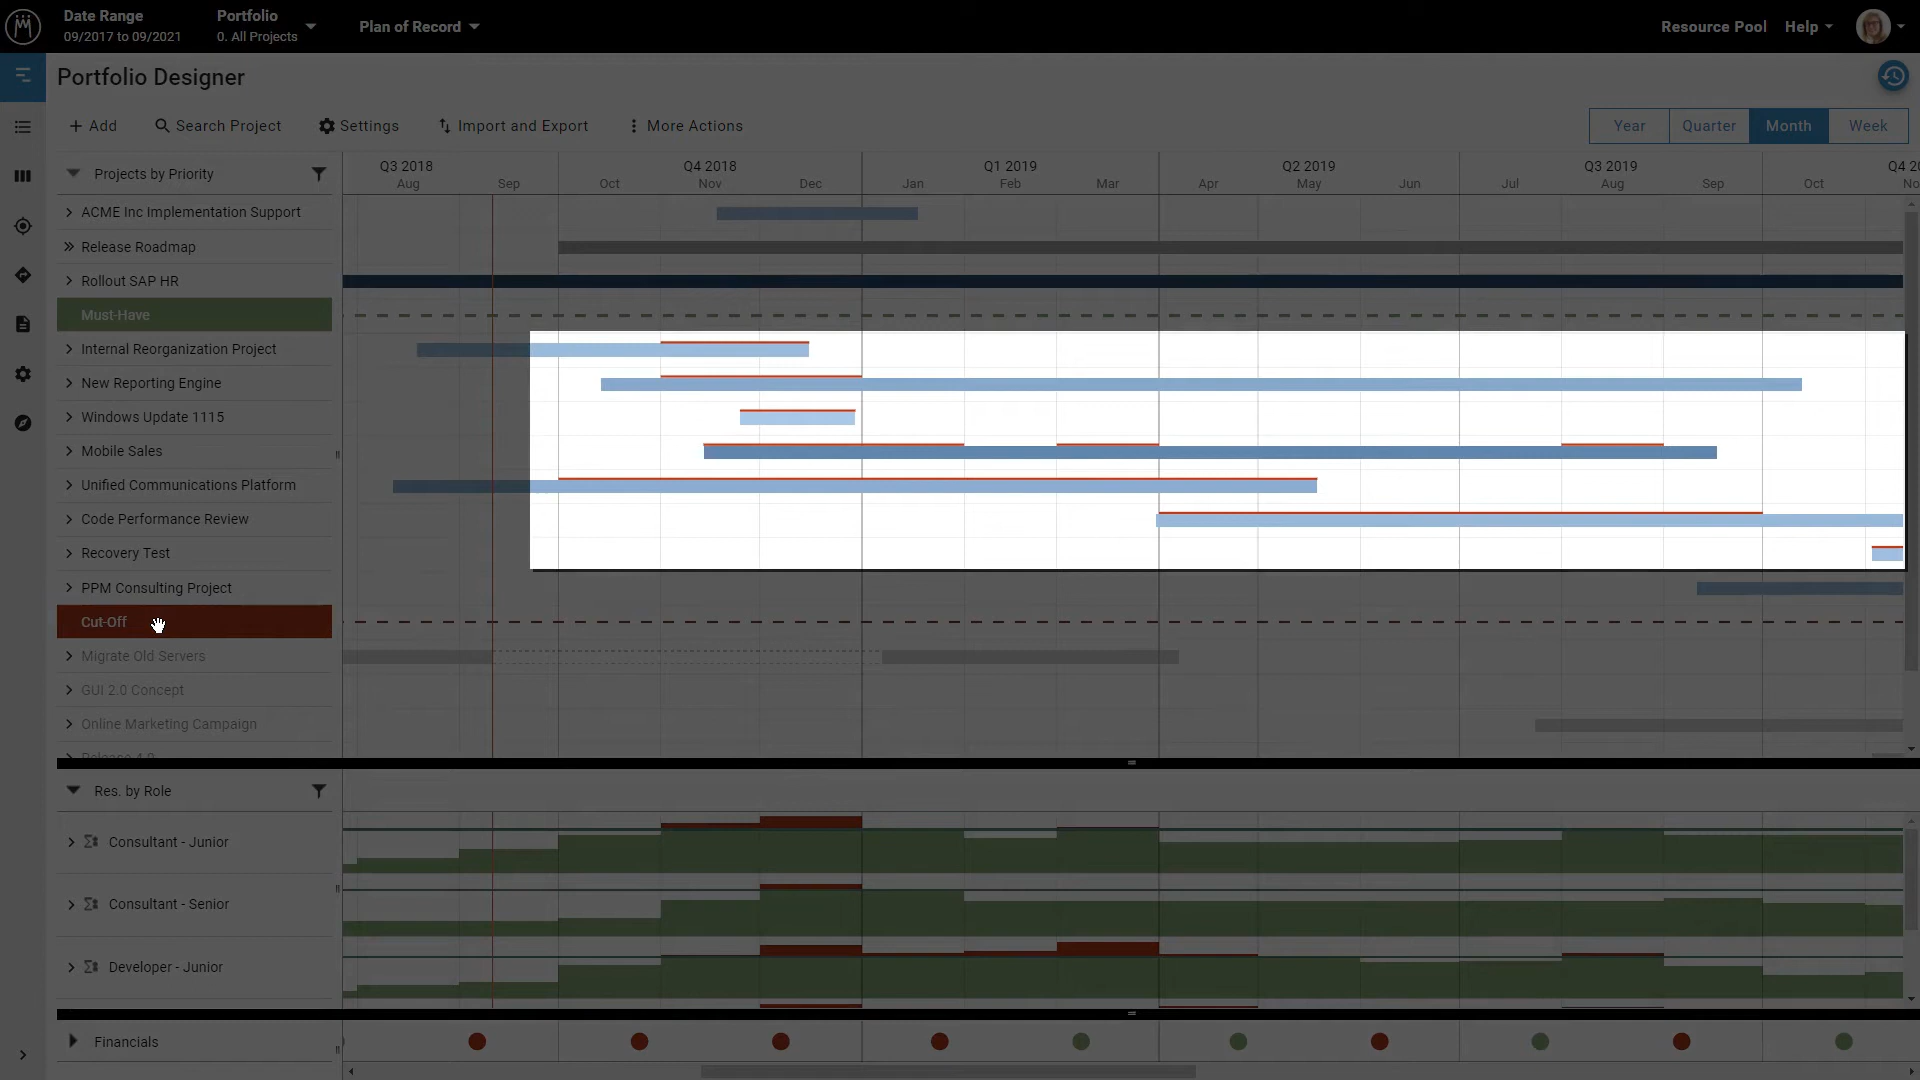 Date Range
09/2017 to 09/2021
Portfolio
0. All Projects
Plan of Record
Resource Pool
Help
Portfolio Designer
Add
Search Project
Settings
Import and Export
More Actions
Year
Quarter
Month
Week
Projects by Priority
Q3 2018
Q4 2018
Q1 2019
Q2 2019
Q3 2019
Q4 20
Aug
Sep
Oct
Nov
Dec
Jan
Feb
Mar
Apr
May
Jun
Jul
Aug
Sep
Oct
No
ACME Inc Implementation Support
Release Roadmap
Rollout SAP HR
Must-Have
Internal Reorganization Project
New Reporting Engine
Windows Update 1115
Mobile Sales
Unified Communications Platform
Code Performance Review
Recovery Test
PPM Consulting Project
Cut-Off
Migrate Old Servers
GUI 2.0 Concept
Online Marketing Campaign
Res. by Role
Consultant - Junior
Consultant - Senior
Developer - Junior
Financials